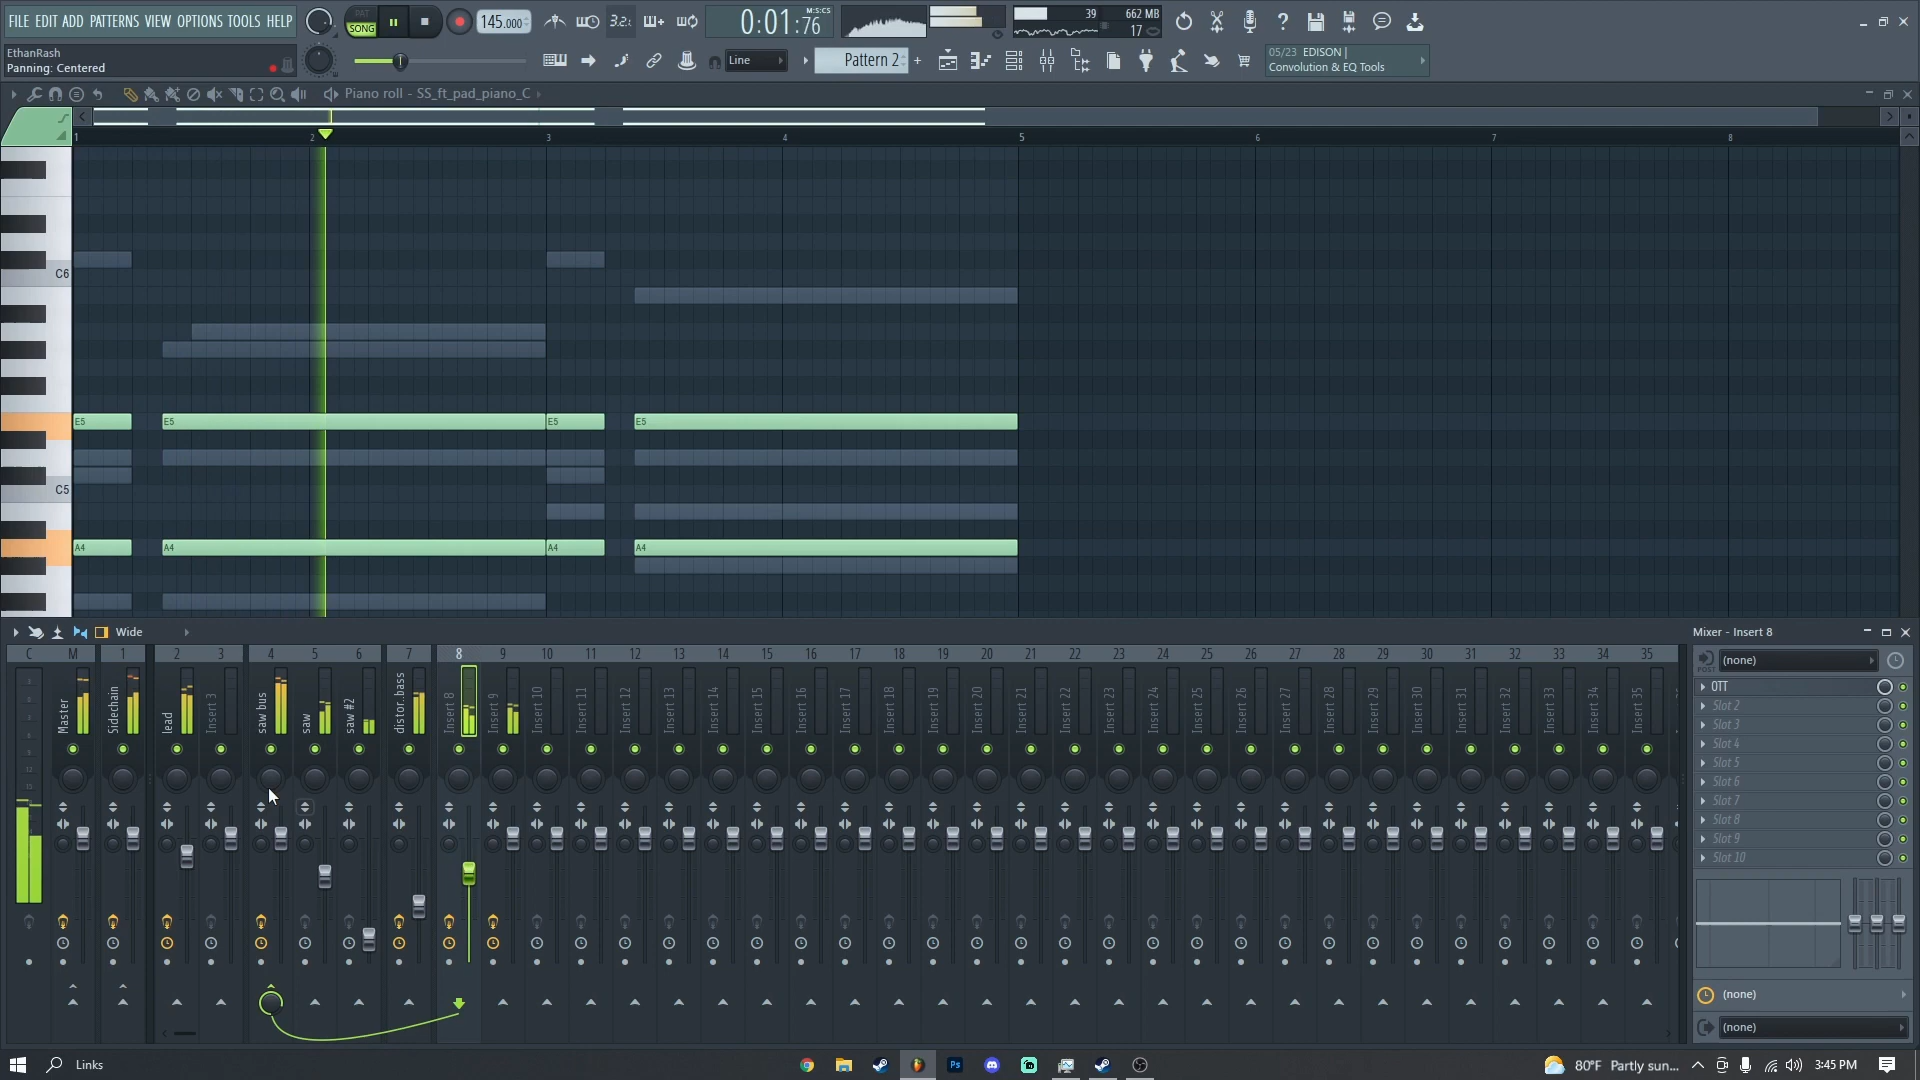 FILE EDIT ADD PATTERNS VIEW OPTIONS TOOLS HELP
PAT
SONG
145.000
3.2.
0:01:76
M:S:CS
39
662 MB
17
EthanRash
Panning: Centered
Line
Pattern 2
05/23 EDISON |
Convolution & EQ Tools
Piano roll - SS_ft_pad_piano_C
1 2 3 4 5 6 7 8
C6
E5 E5 E5 E5
C5
A4 A4 A4 A4
Wide
Mixer - Insert 8
C M 1 2 3 4 5 6 7 8 9 10 11 12 13 14 15 16 17 18 19 20 21 22 23 24 25 26 27 28 29 30 31 32 33 34 35
Master
Sidechain
lead
Insert 3
saw bus
saw
saw #2
distor.bass
Insert 8
Insert 9
Insert 10
Insert 11
Insert 12
Insert 13
Insert 14
Insert 15
Insert 16
Insert 17
Insert 18
Insert 19
Insert 20
Insert 21
Insert 22
Insert 23
Insert 24
Insert 25
Insert 26
Insert 27
Insert 28
Insert 29
Insert 30
Insert 31
Insert 32
Insert 33
Insert 34
Insert 35
(none)
OTT
Slot 2
Slot 3
Slot 4
Slot 5
Slot 6
Slot 7
Slot 8
Slot 9
Slot 10
(none)
(none)
Links
Ps
80°F Partly sun...
3:45 PM